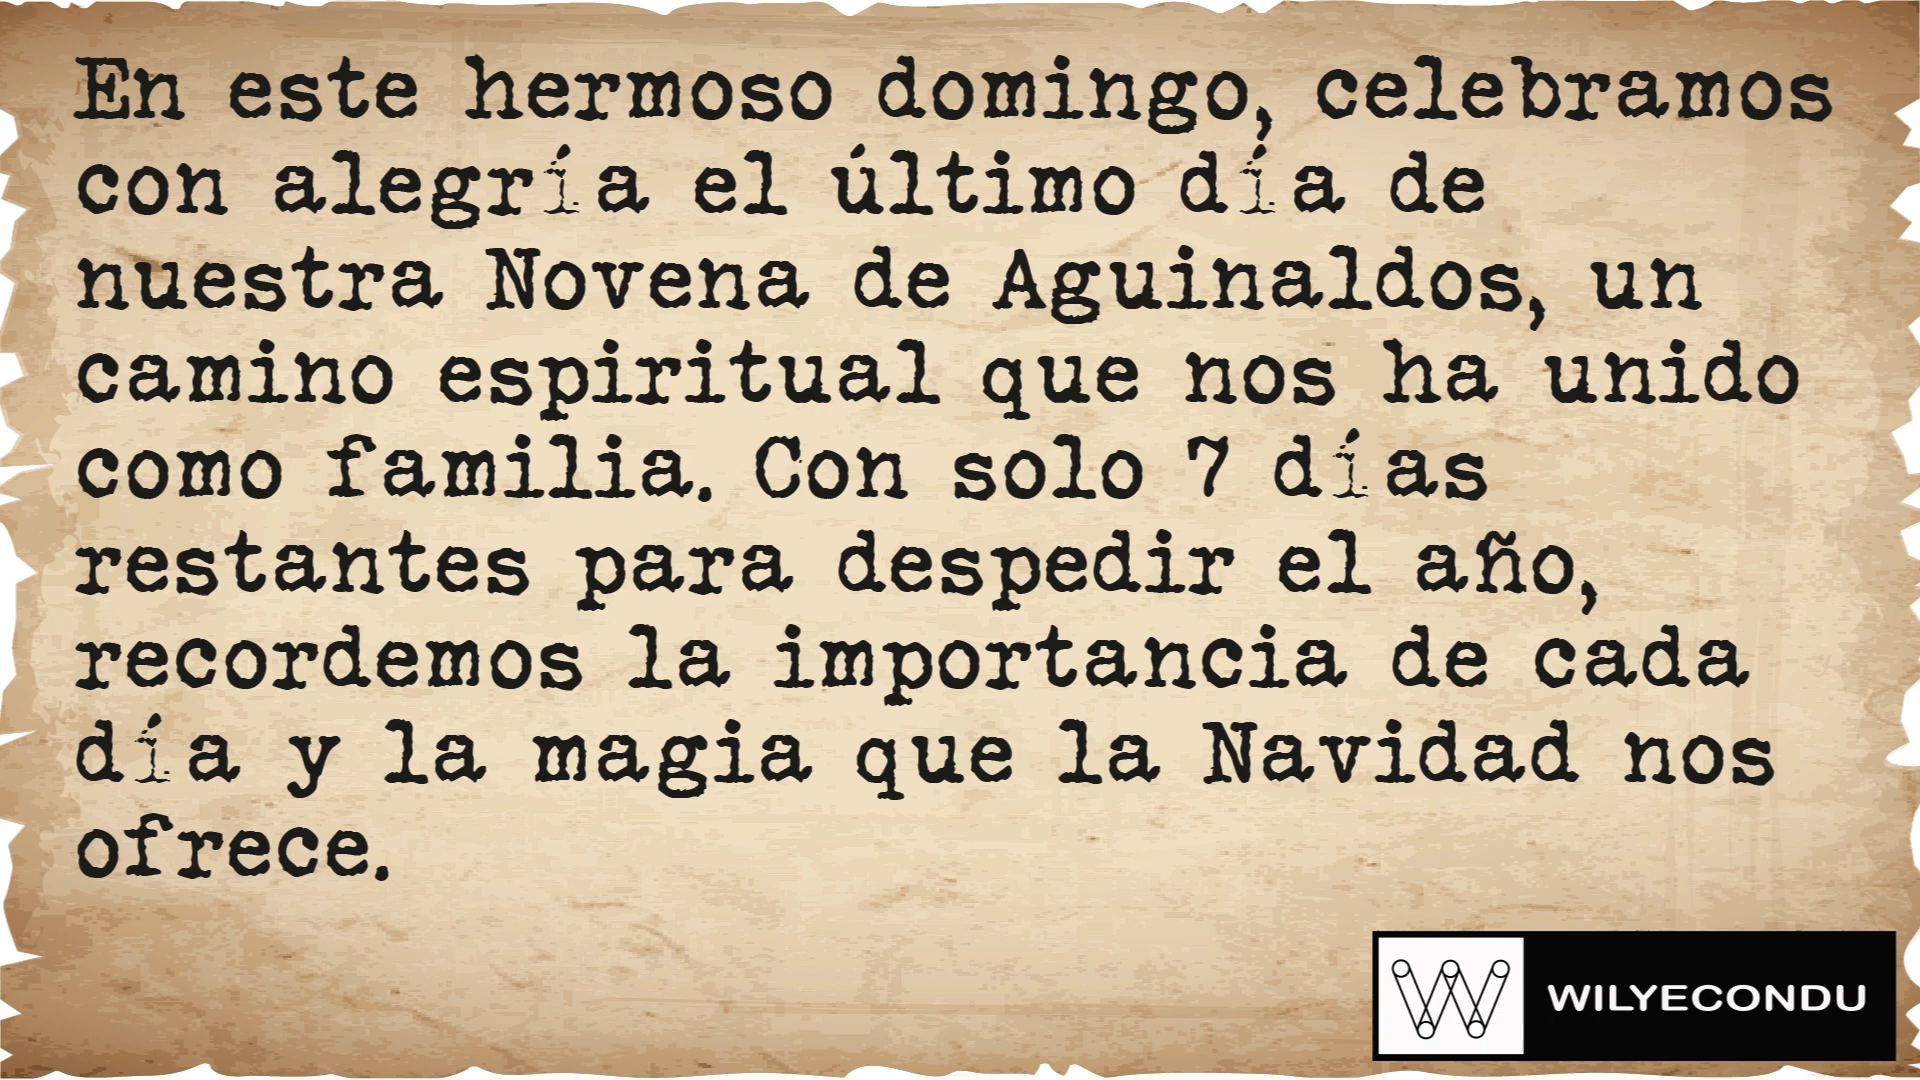 En este hermoso domingo, celebramos
con alegría el último día de
nuestra Novena de Aguinaldos, un
camino espiritual que nos ha unido
como familia. Con solo 7 días
restantes para despedir el año,
recordemos la importancia de cada
día y la magia que la Navidad nos
ofrece.
WILYECONDU